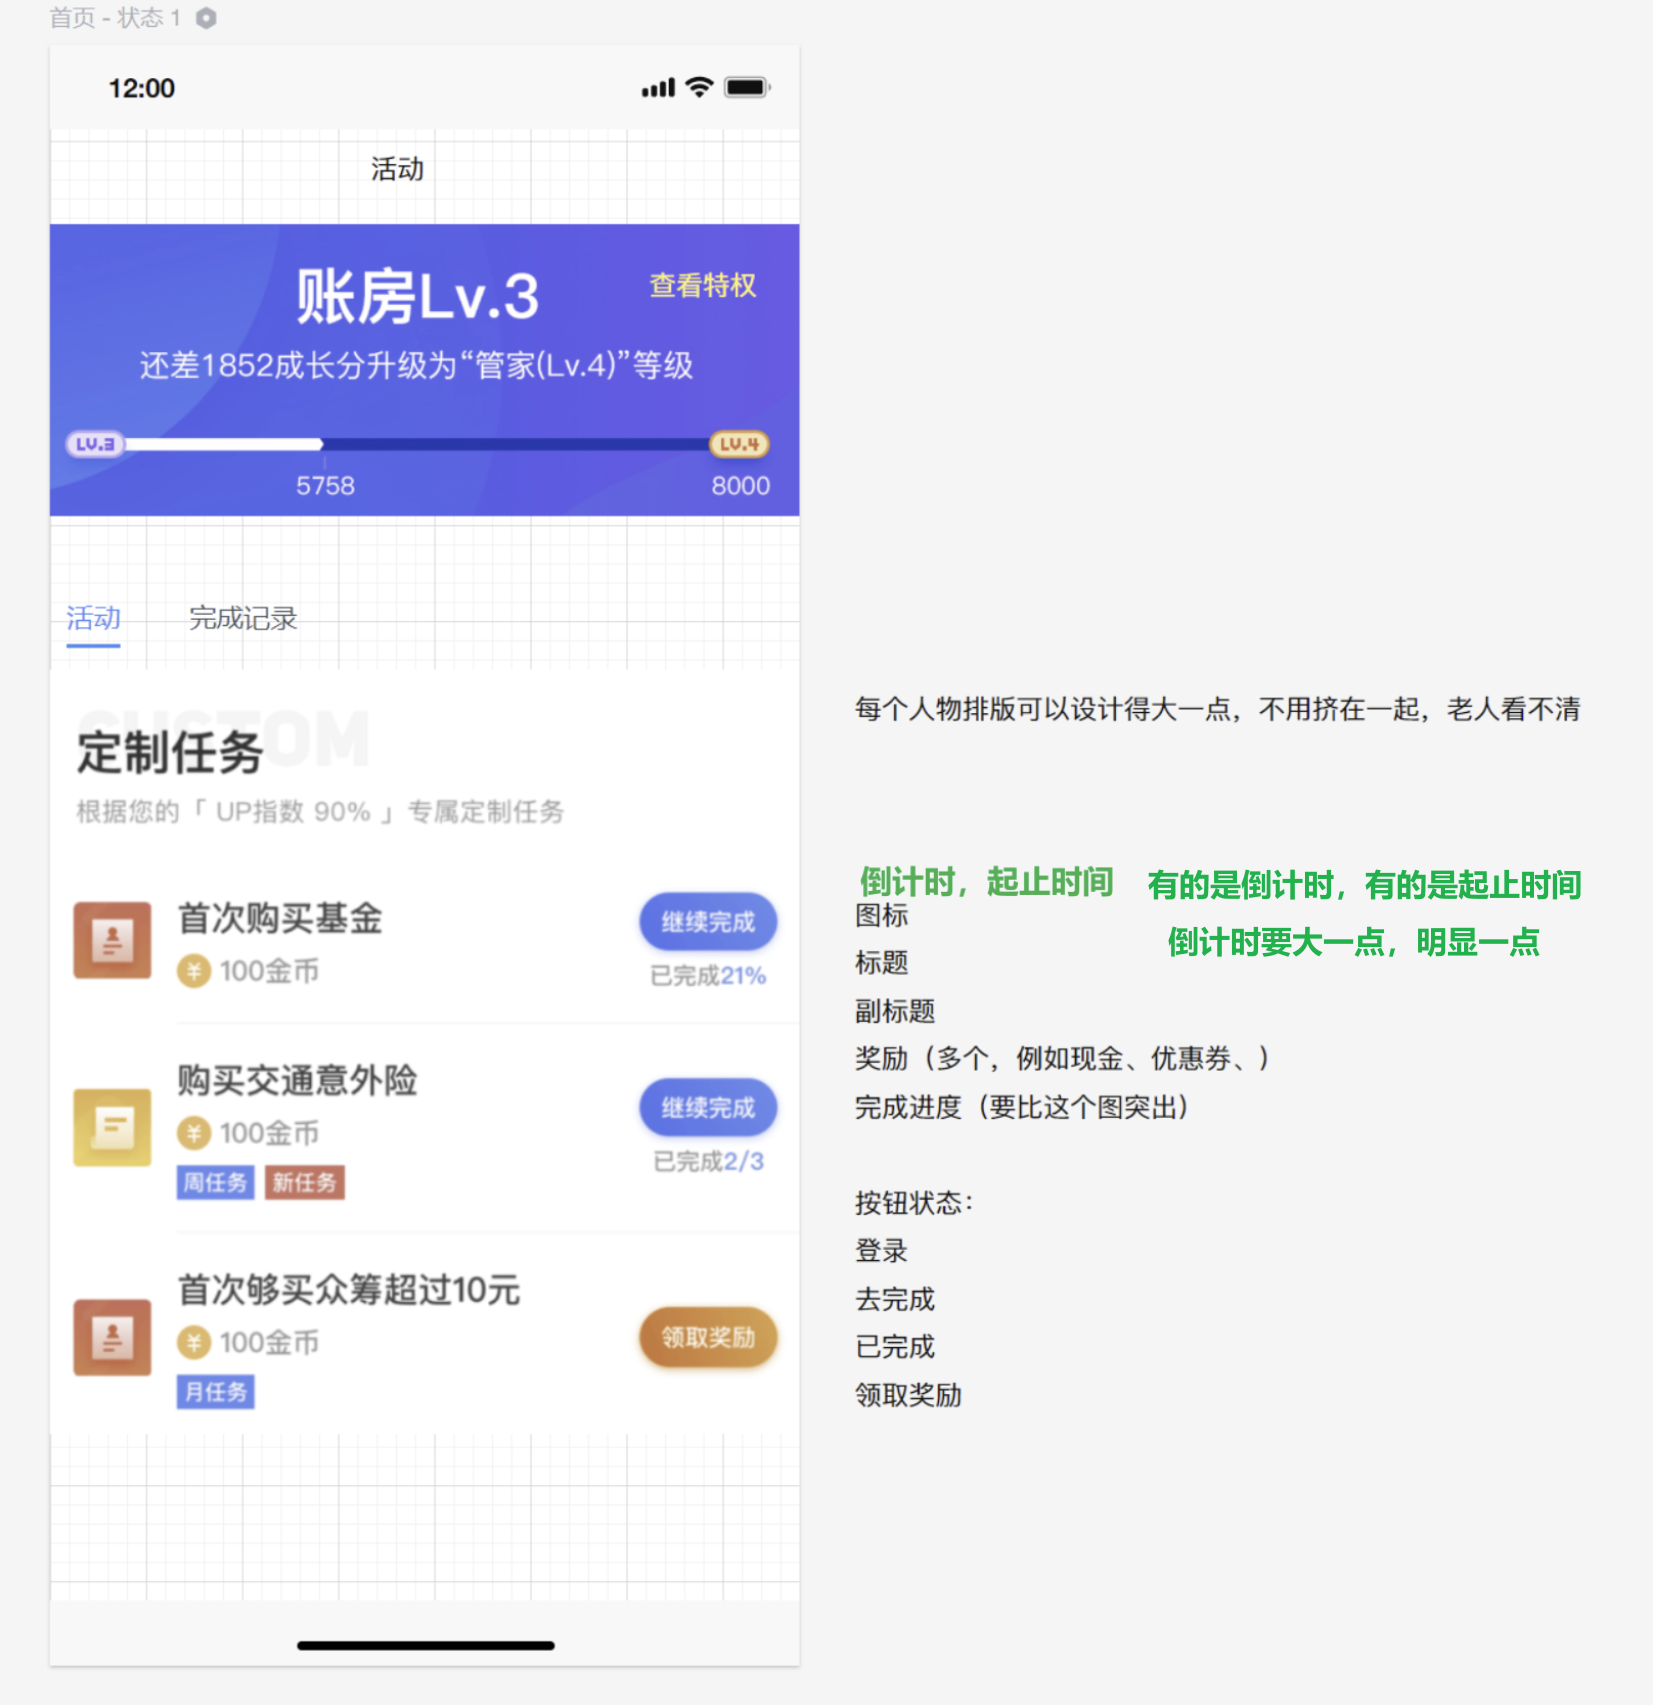 首页 - 状态 1
12:00
活动
账房Lv.3
查看特权
还差1852成长分升级为“管家(Lv.4)”等级
LV.3
LV.4
5758
8000
活动
完成记录
CUSTOM
定制任务
根据您的「 UP指数 90% 」专属定制任务
首次购买基金
继续完成
¥ 100金币
已完成21%
购买交通意外险
继续完成
¥ 100金币
已完成2/3
周任务 新任务
首次够买众筹超过10元
¥ 100金币
领取奖励
月任务
每个人物排版可以设计得大一点，不用挤在一起，老人看不清
倒计时，起止时间
有的是倒计时，有的是起止时间
倒计时要大一点，明显一点
图标
标题
副标题
奖励（多个，例如现金、优惠券、）
完成进度（要比这个图突出）
按钮状态：
登录
去完成
已完成
领取奖励